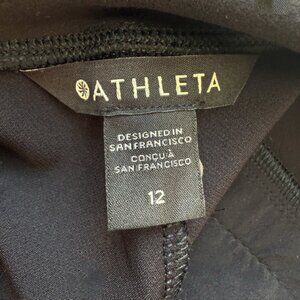 ATHLETA
DESIGNED IN
SAN FRANCISCO
CONÇU À
SAN FRANCISCO
12